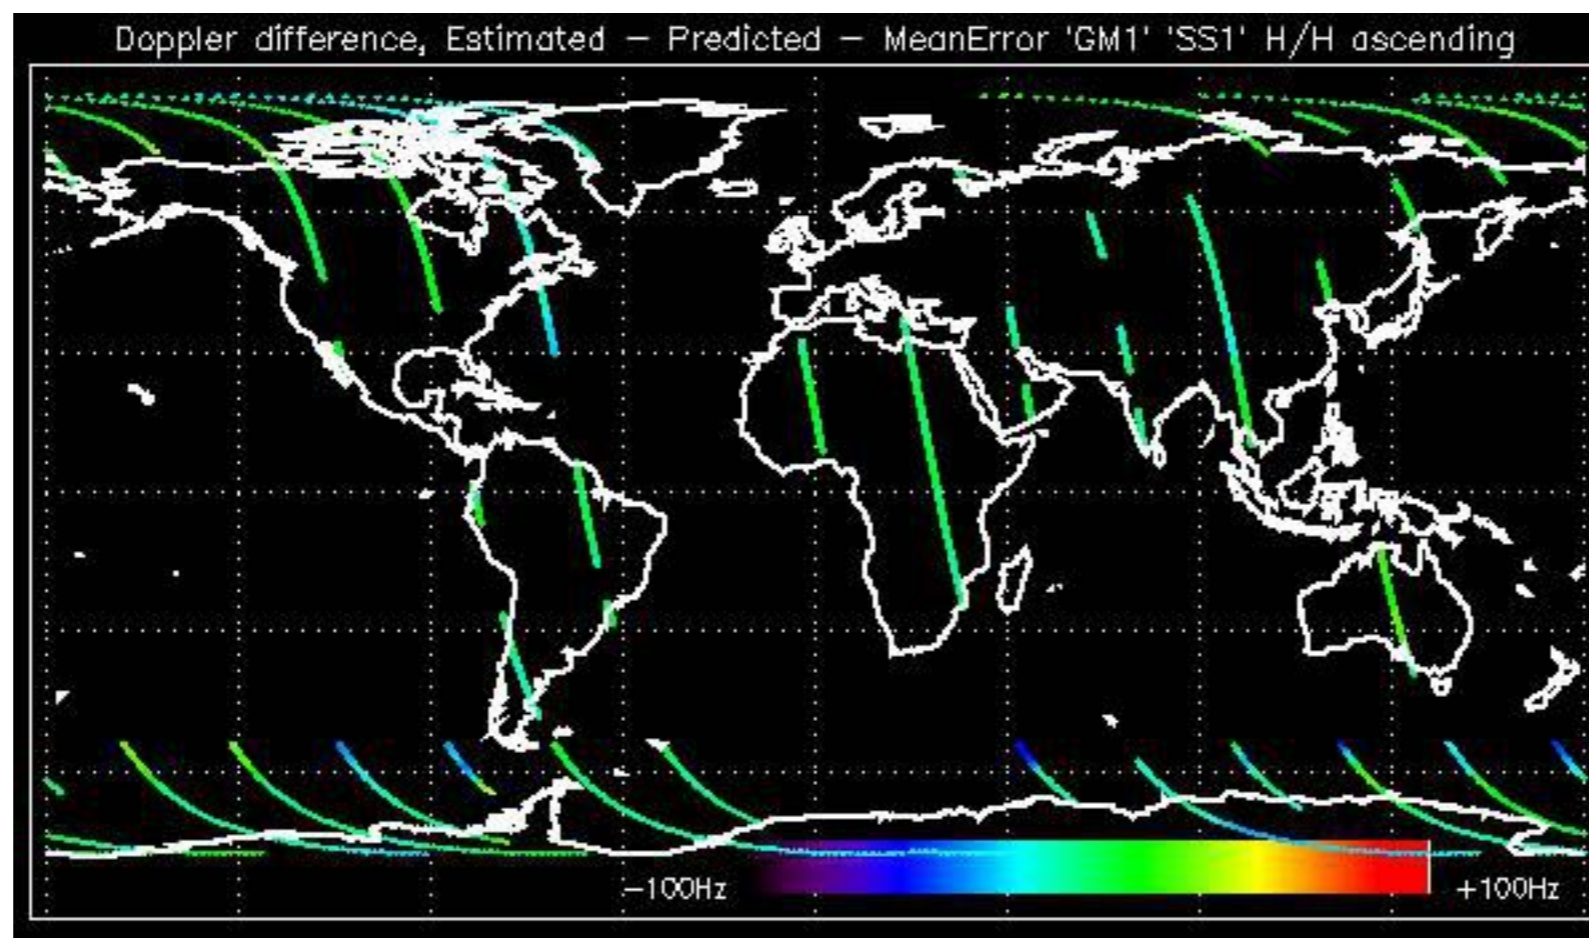 Doppler difference, Estimated - Predicted - MeanError 'GM1' 'SS1' H/H ascending
-100Hz
+100Hz